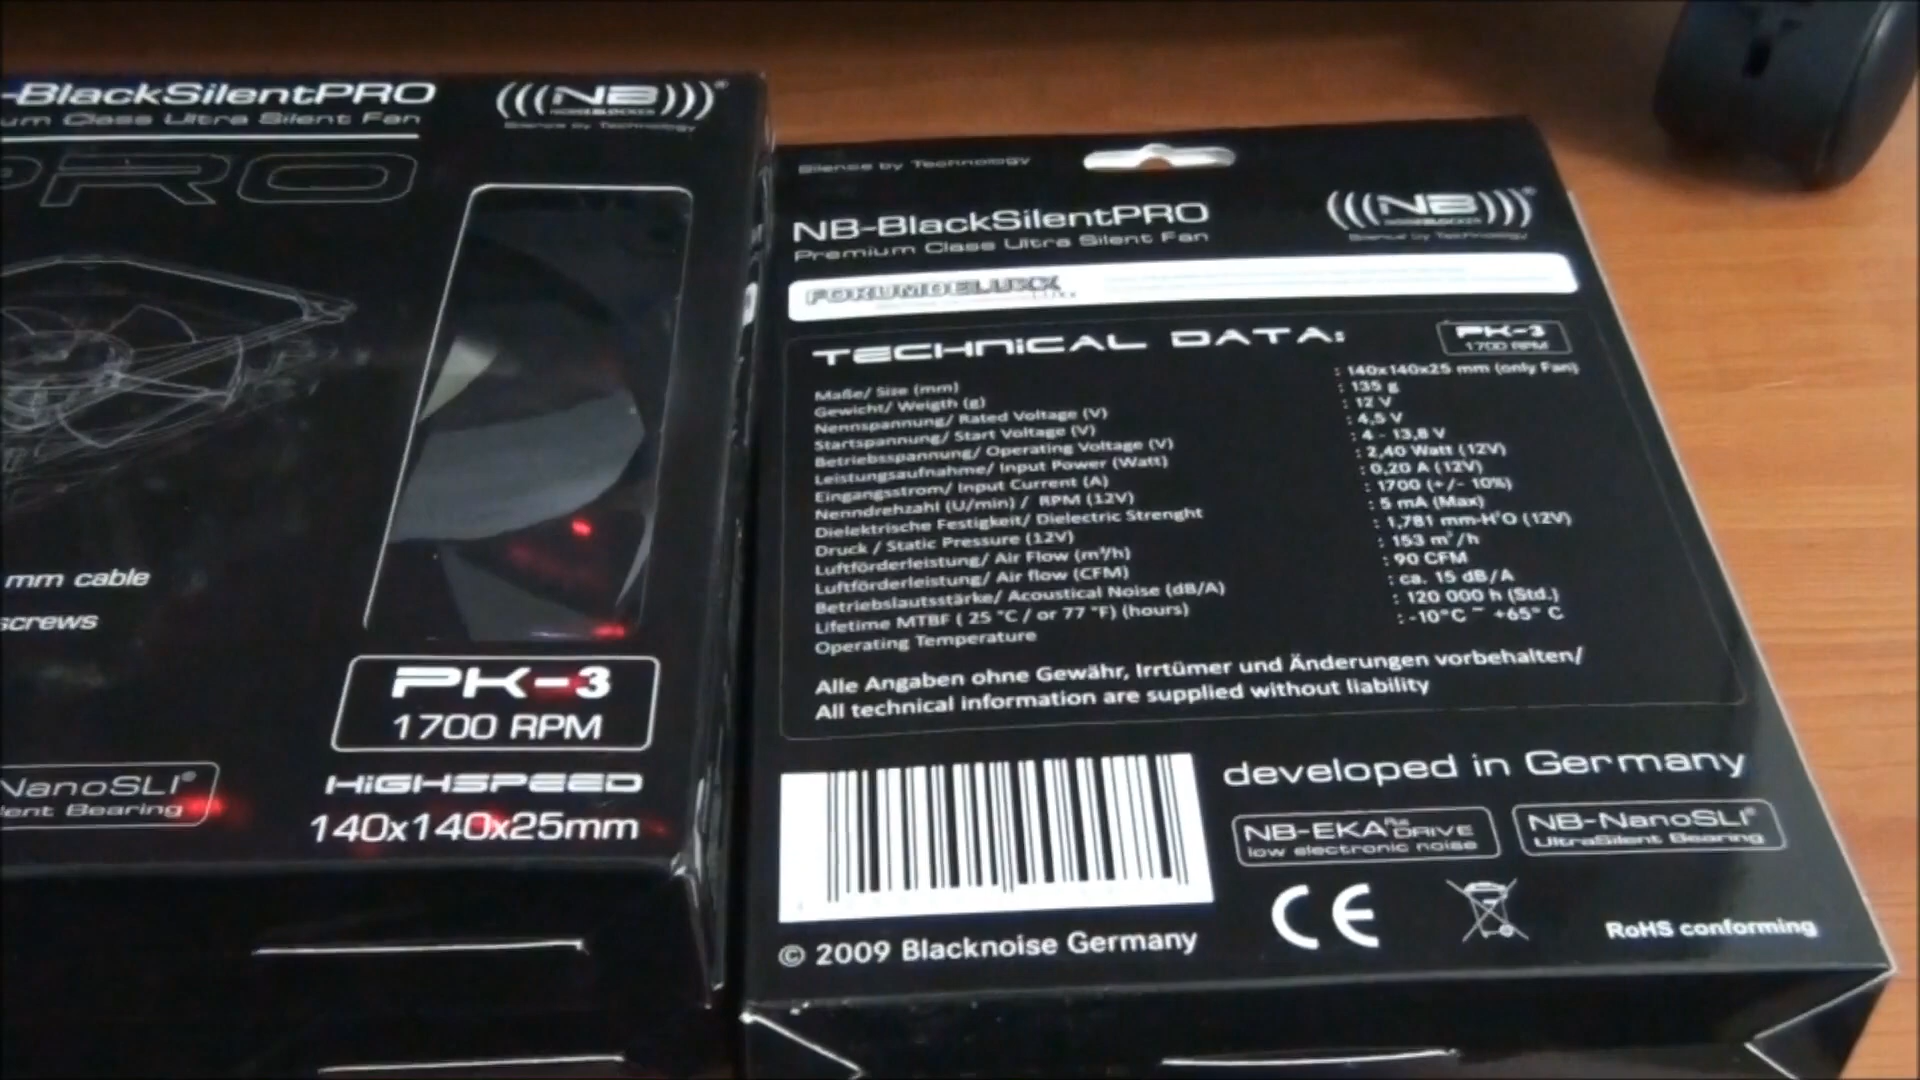 -BlackSilentPRO
um Class Ultra Silent Fan
(((NB)))®
NOISEBLOCKER
Silence by Technology
PRO
mm cable
screws
PK-3
1700 RPM
NanoSLI®
ent Bearing
HiGHSPEED
140x140x25mm
Silence by Technology
NB-BlackSilentPRO
Premium Class Ultra Silent Fan
(((NB)))®
NOISEBLOCKER
Silence by Technology
FORUMDELUXX
TECHNiCAL DATA:
PK-3
1700 RPM
Maße/ Size (mm) : 140x140x25 mm (only Fan)
Gewicht/ Weigth (g) : 135 g
Nennspannung/ Rated Voltage (V) : 12 V
Startspannung/ Start Voltage (V) : 4,5 V
Betriebsspannung/ Operating Voltage (V) : 4 - 13,8 V
Leistungsaufnahme/ Input Power (Watt) : 2,40 Watt (12V)
Eingangsstrom/ Input Current (A) : 0,20 A (12V)
Nenndrehzahl (U/min) / RPM (12V) : 1700 (+/- 10%)
Dielektrische Festigkeit/ Dielectric Strenght : 5 mA (Max)
Druck / Static Pressure (12V) : 1,781 mm-H²O (12V)
Luftförderleistung/ Air Flow (m³/h) : 153 m³/h
Luftförderleistung/ Air flow (CFM) : 90 CFM
Betriebslautsstärke/ Acoustical Noise (dB/A) : ca. 15 dB/A
Lifetime MTBF ( 25 °C / or 77 °F) (hours) : 120 000 h (Std.)
Operating Temperature : -10°C ~ +65° C
Alle Angaben ohne Gewähr, Irrtümer und Änderungen vorbehalten/
All technical information are supplied without liability
developed in Germany
NB-EKA Plus DRIVE
low electronic noise
NB-NanoSLI®
UltraSilent Bearing
CE
RoHS conforming
© 2009 Blacknoise Germany